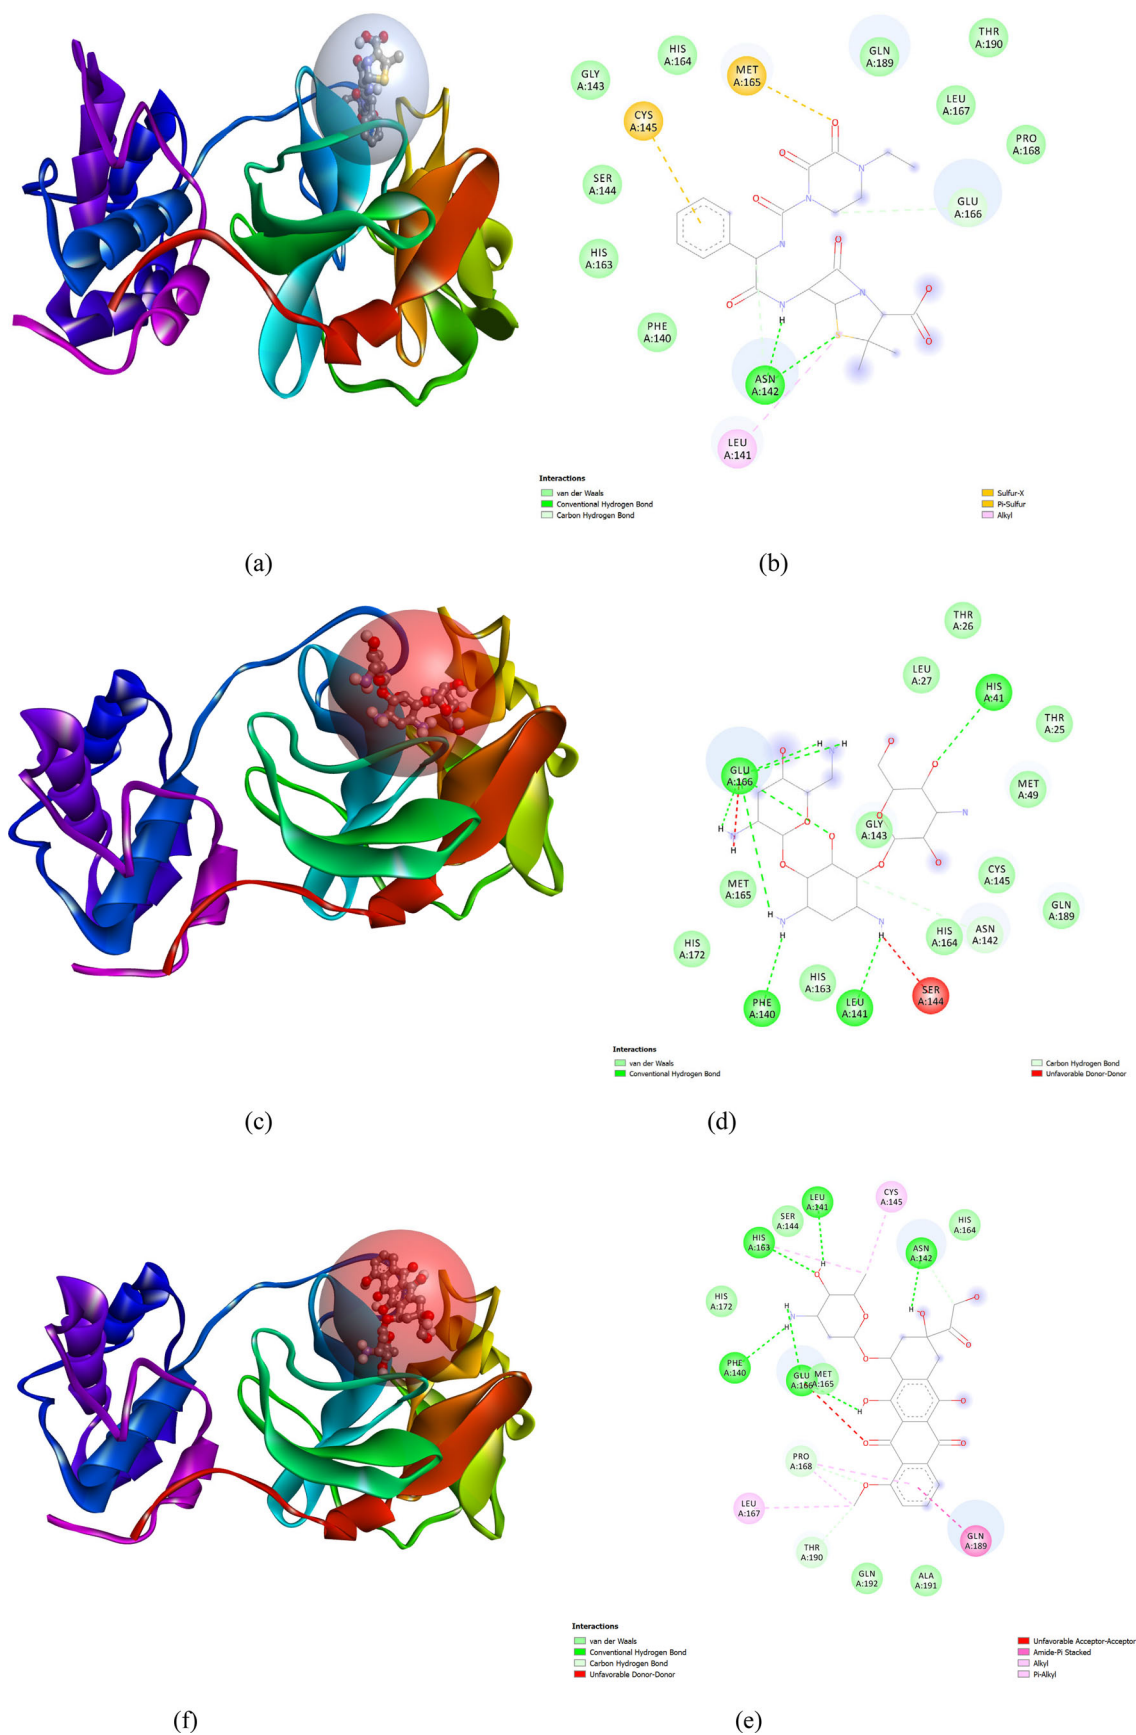 HIS
A:164
MET
A:165
GLN
A:189
THR
A:190
GLY
A:143
CYS
A:145
LEU
A:167
PRO
A:168
SER
A:144
GLU
A:166
HIS
A:163
PHE
A:140
ASN
A:142
LEU
A:141
O
O
O
N
N
N
O
O
N
N
O
O
O
H
Interactions
van der Waals
Conventional Hydrogen Bond
Carbon Hydrogen Bond
Sulfur-X
Pi-Sulfur
Alkyl
(a)
(b)
THR
A:26
LEU
A:27
HIS
A:41
THR
A:25
GLU
A:166
MET
A:49
GLY
A:143
MET
A:165
CYS
A:145
GLN
A:189
HIS
A:172
HIS
A:164
ASN
A:142
HIS
A:163
PHE
A:140
LEU
A:141
SER
A:144
H
H
O
O
O
H
N
H
O
O
O
O
N
O
O
H
N
H
N
H
Interactions
van der Waals
Conventional Hydrogen Bond
Carbon Hydrogen Bond
Unfavorable Donor-Donor
(c)
(d)
CYS
A:145
LEU
A:141
SER
A:144
HIS
A:164
HIS
A:163
ASN
A:142
HIS
A:172
PHE
A:140
GLU
A:166
MET
A:165
PRO
A:168
LEU
A:167
GLN
A:189
THR
A:190
GLN
A:192
ALA
A:191
H
O
H
N
H
O
O
H
O
O
O
O
H
O
O
O
O
Interactions
van der Waals
Conventional Hydrogen Bond
Carbon Hydrogen Bond
Unfavorable Donor-Donor
Unfavorable Acceptor-Acceptor
Amide-Pi Stacked
Alkyl
Pi-Alkyl
(f)
(e)